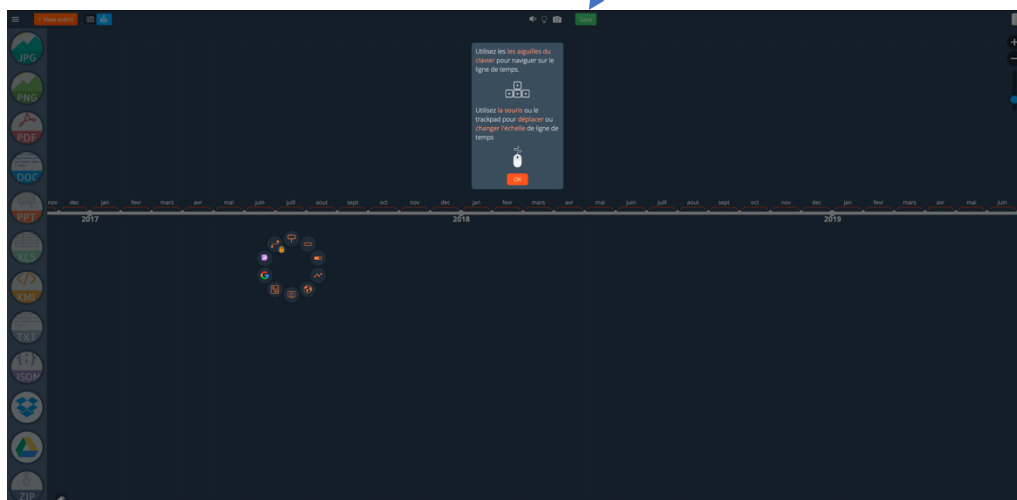 + New event
Save
JPG
PNG
PDF
DOC
PPT
XLS
XML
TXT
JSON
ZIP
Utilisez les les aiguilles du
clavier pour naviguer sur le
ligne de temps.
Utilisez la souris ou le
trackpad pour déplacer ou
changer l'échelle de ligne de
temps
OK
nov dec jan fevr mars avr mai juin juill aout sept oct nov dec jan fevr mars avr mai juin juill aout sept oct nov dec jan fevr mars avr mai juin
2017 2018 2019